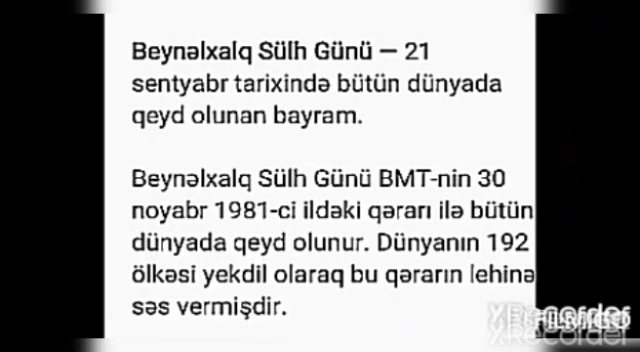 Beynəlxalq Sülh Günü — 21
sentyabr tarixində bütün dünyada
qeyd olunan bayram.
Beynəlxalq Sülh Günü BMT-nin 30
noyabr 1981-ci ildəki qərarı ilə bütün
dünyada qeyd olunur. Dünyanın 192
ölkəsi yekdil olaraq bu qərarın lehinə
səs vermişdir.
XRecorder
XRecorder